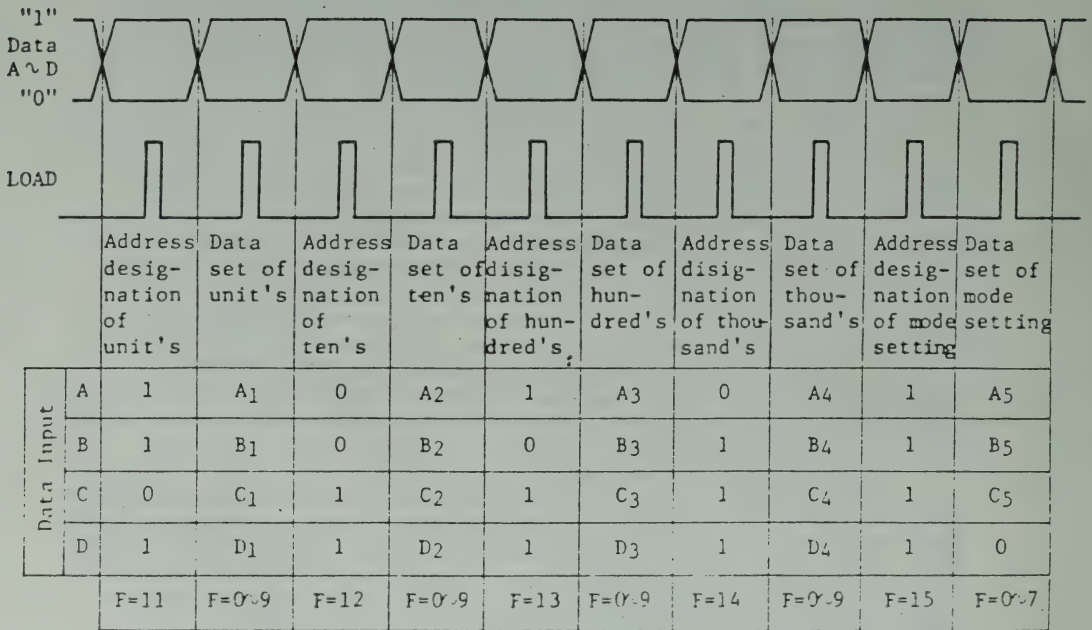 "1"
Data
A~D
"0"
LOAD
Address designation of unit's
Data set of unit's
Address designation of ten's
Data set of ten's
Address disignation of hundred's
Data set of hundred's
Address disignation of thousand's
Data set of thousand's
Address designation of mode setting
Data set of mode setting
Data Input
A 1 A1 0 A2 1 A3 0 A4 1 A5
B 1 B1 0 B2 0 B3 1 B4 1 B5
C 0 C1 1 C2 1 C3 1 C4 1 C5
D 1 D1 1 D2 1 D3 1 D4 1 0
F=11 F=0~9 F=12 F=0~9 F=13 F=0~9 F=14 F=0~9 F=15 F=0~7